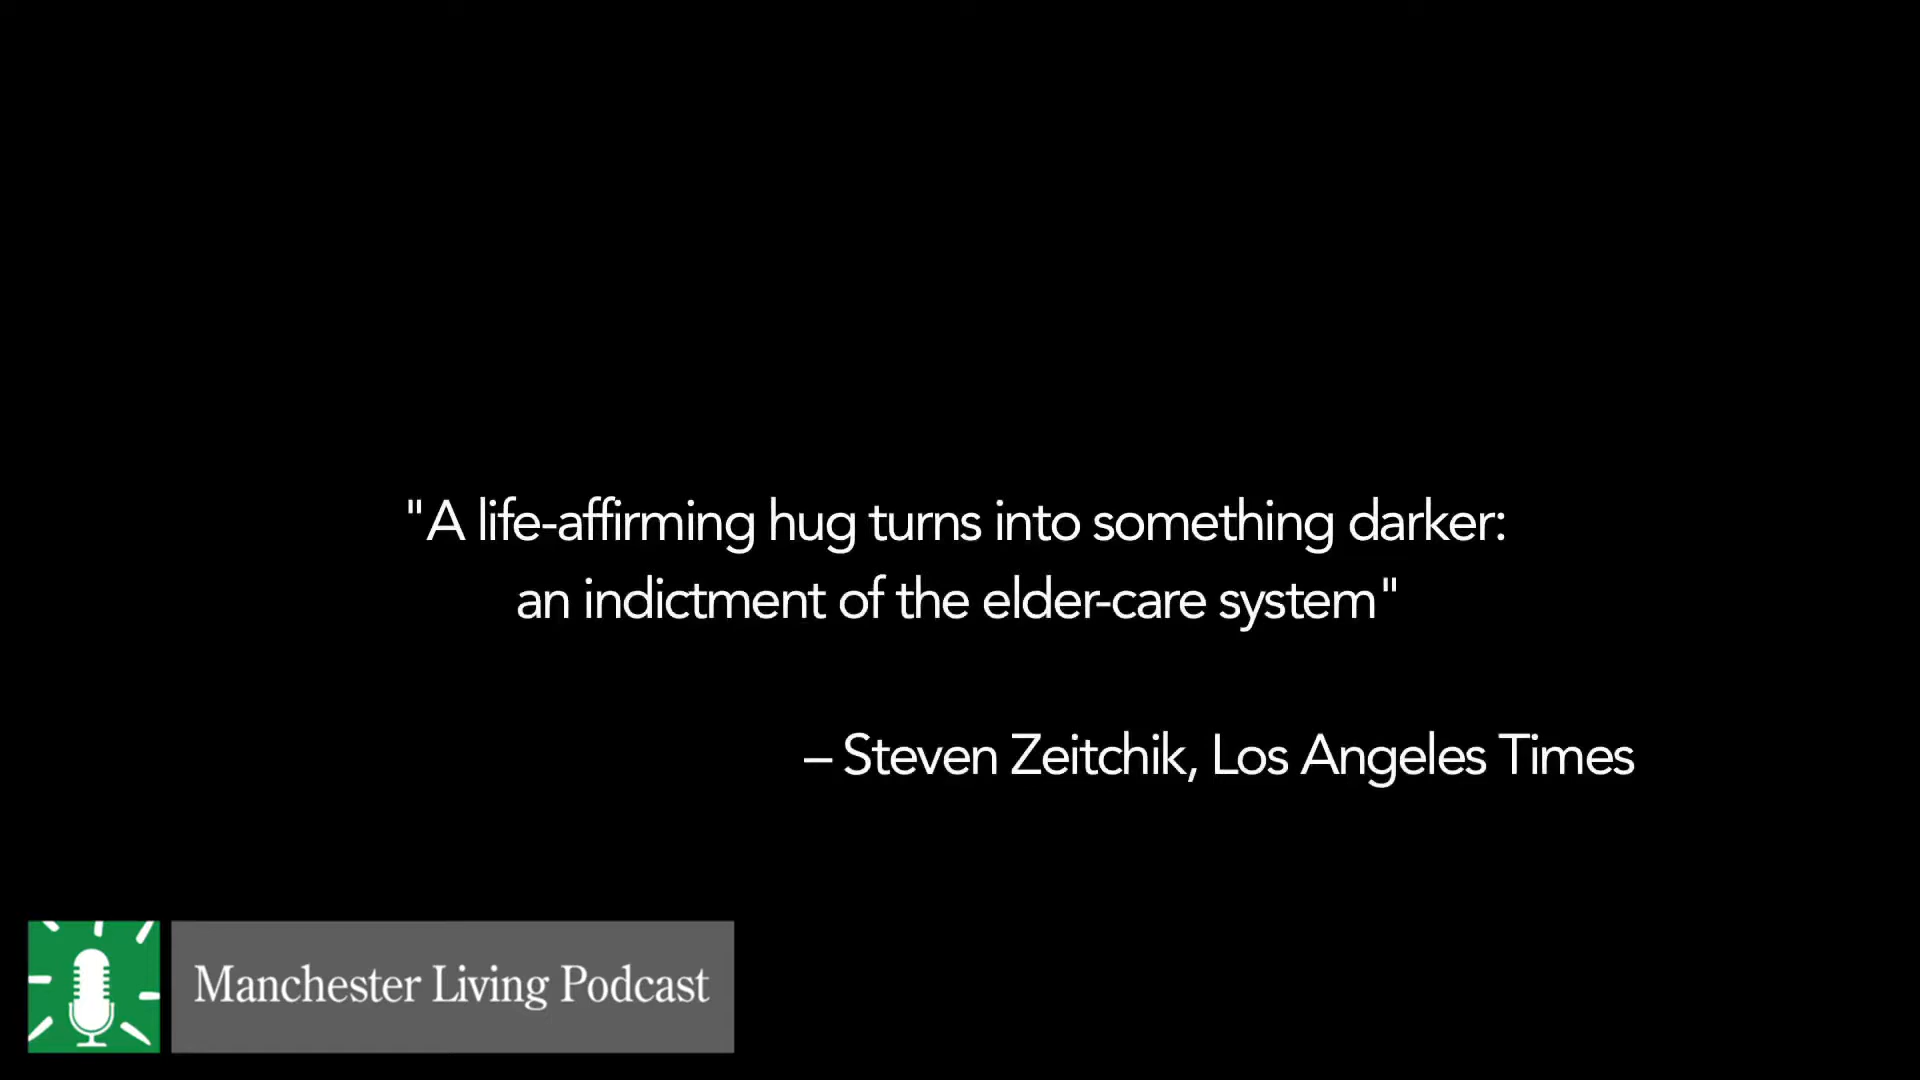 "A life-affirming hug turns into something darker:
an indictment of the elder-care system"
– Steven Zeitchik, Los Angeles Times
Manchester Living Podcast